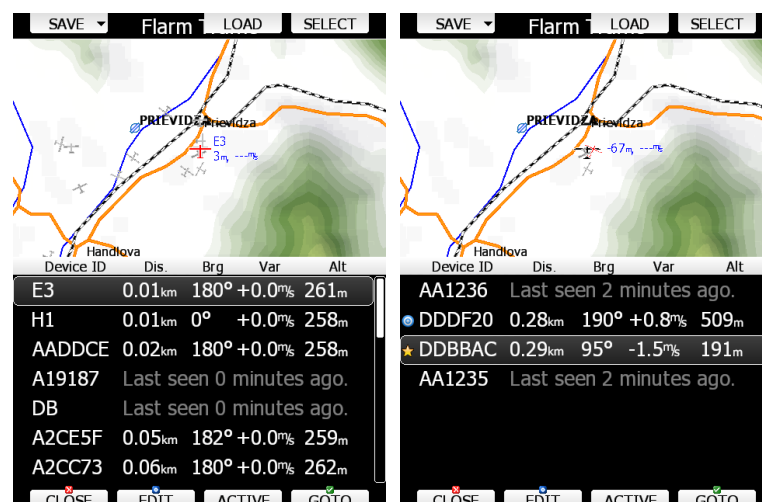 SAVE Flarm T LOAD SELECT
PRIEVIDZA Prievidza
E3
3m, ---m/s
Handlova
Device ID Dis. Brg Var Alt
E3 0.01km 180° +0.0m/s 261m
H1 0.01km 0° +0.0m/s 258m
AADDCE 0.02km 180° +0.0m/s 258m
A19187 Last seen 0 minutes ago.
DB Last seen 0 minutes ago.
A2CE5F 0.05km 182° +0.0m/s 259m
A2CC73 0.06km 180° +0.0m/s 262m
CLOSE EDIT ACTIVE GOTO
SAVE Flarm T LOAD SELECT
PRIEVIDZA Prievidza
-67m, ---m/s
Handlova
Device ID Dis. Brg Var Alt
AA1236 Last seen 2 minutes ago.
DDDF20 0.28km 190° +0.8m/s 509m
DDBBAC 0.29km 95° -1.5m/s 191m
AA1235 Last seen 2 minutes ago.
CLOSE EDIT ACTIVE GOTO